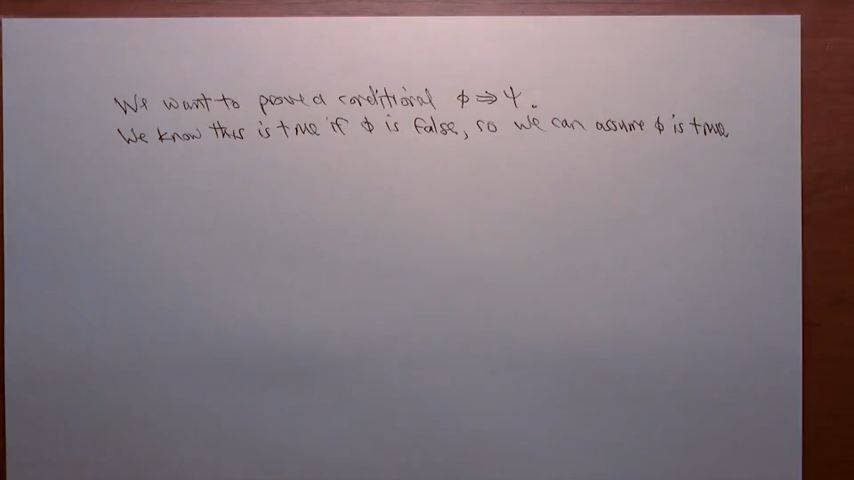 We want to prove a conditional φ ⇒ ψ.
We know this is true if φ is false, so we can assume φ is true